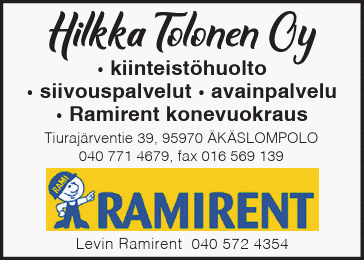 Hilkka Tolonen Oy
• kiinteistöhuolto
• siivouspalvelut • avainpalvelu
• Ramirent konevuokraus
Tiurajärventie 39, 95970 ÄKÄSLOMPOLO
040 771 4679, fax 016 569 139
RAMI
RAMIRENT
Levin Ramirent 040 572 4354